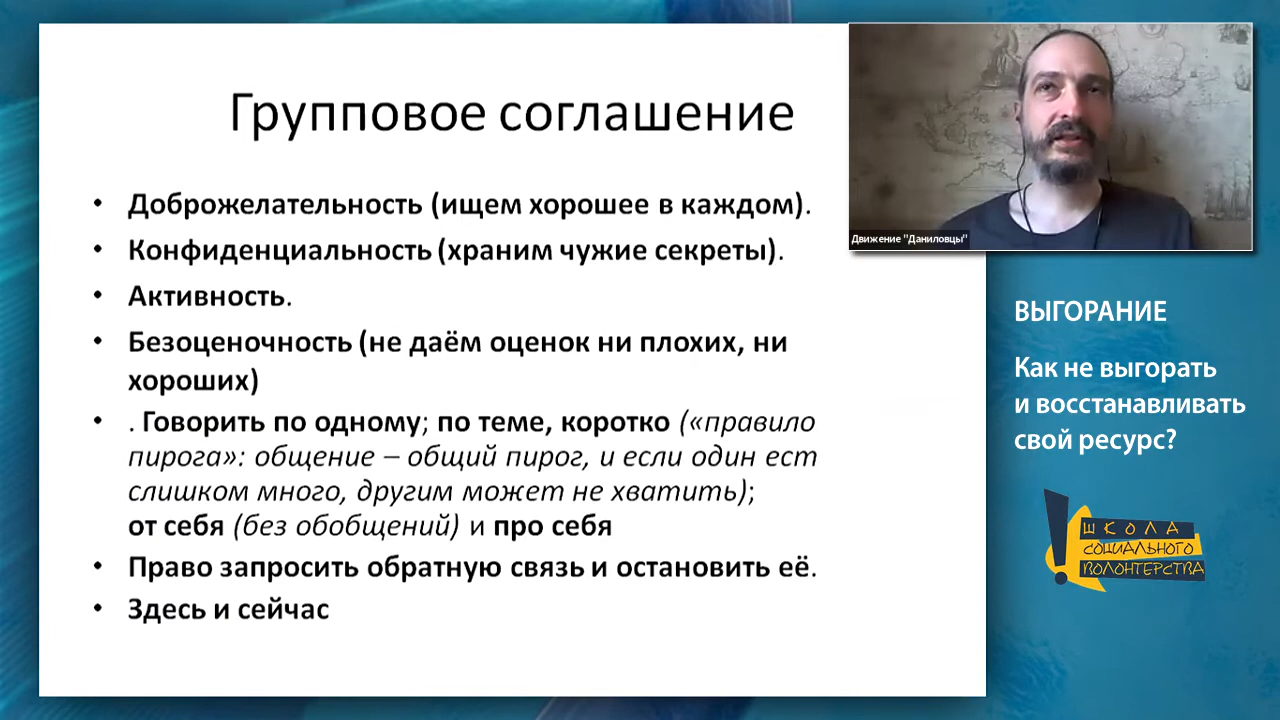 Групповое соглашение
• Доброжелательность (ищем хорошее в каждом).
• Конфиденциальность (храним чужие секреты).
• Активность.
• Безоценочность (не даём оценок ни плохих, ни
хороших)
• . Говорить по одному; по теме, коротко («правило
пирога»: общение – общий пирог, и если один ест
слишком много, другим может не хватить);
от себя (без обобщений) и про себя
• Право запросить обратную связь и остановить её.
• Здесь и сейчас
Движение "Даниловцы"
ВЫГОРАНИЕ
Как не выгорать
и восстанавливать
свой ресурс?
ШКОЛА
СОЦИАЛЬНОГО
ВОЛОНТЕРСТВА